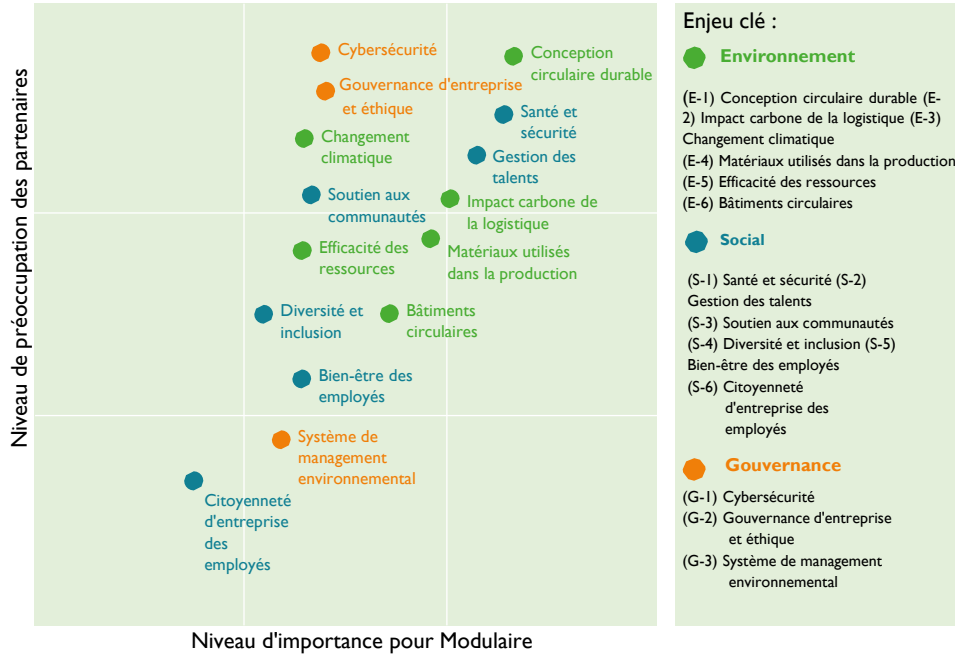 Niveau de préoccupation des partenaires
Cybersécurité
Conception
circulaire durable
Gouvernance d'entreprise
et éthique
Santé et
sécurité
Changement
climatique
Gestion des
talents
Soutien aux
communautés
Impact carbone de
la logistique
Efficacité des
ressources
Matériaux utilisés
dans la production
Diversité et
inclusion
Bâtiments
circulaires
Bien-être des
employés
Système de
management
environnemental
Citoyenneté
d'entreprise
des
employés
Niveau d'importance pour Modulaire
Enjeu clé :
Environnement
(E-1) Conception circulaire durable (E-
2) Impact carbone de la logistique (E-3)
Changement climatique
(E-4) Matériaux utilisés dans la production
(E-5) Efficacité des ressources
(E-6) Bâtiments circulaires
Social
(S-1) Santé et sécurité (S-2)
Gestion des talents
(S-3) Soutien aux communautés
(S-4) Diversité et inclusion (S-5)
Bien-être des employés
(S-6) Citoyenneté
d'entreprise des
employés
Gouvernance
(G-1) Cybersécurité
(G-2) Gouvernance d'entreprise
et éthique
(G-3) Système de management
environnemental